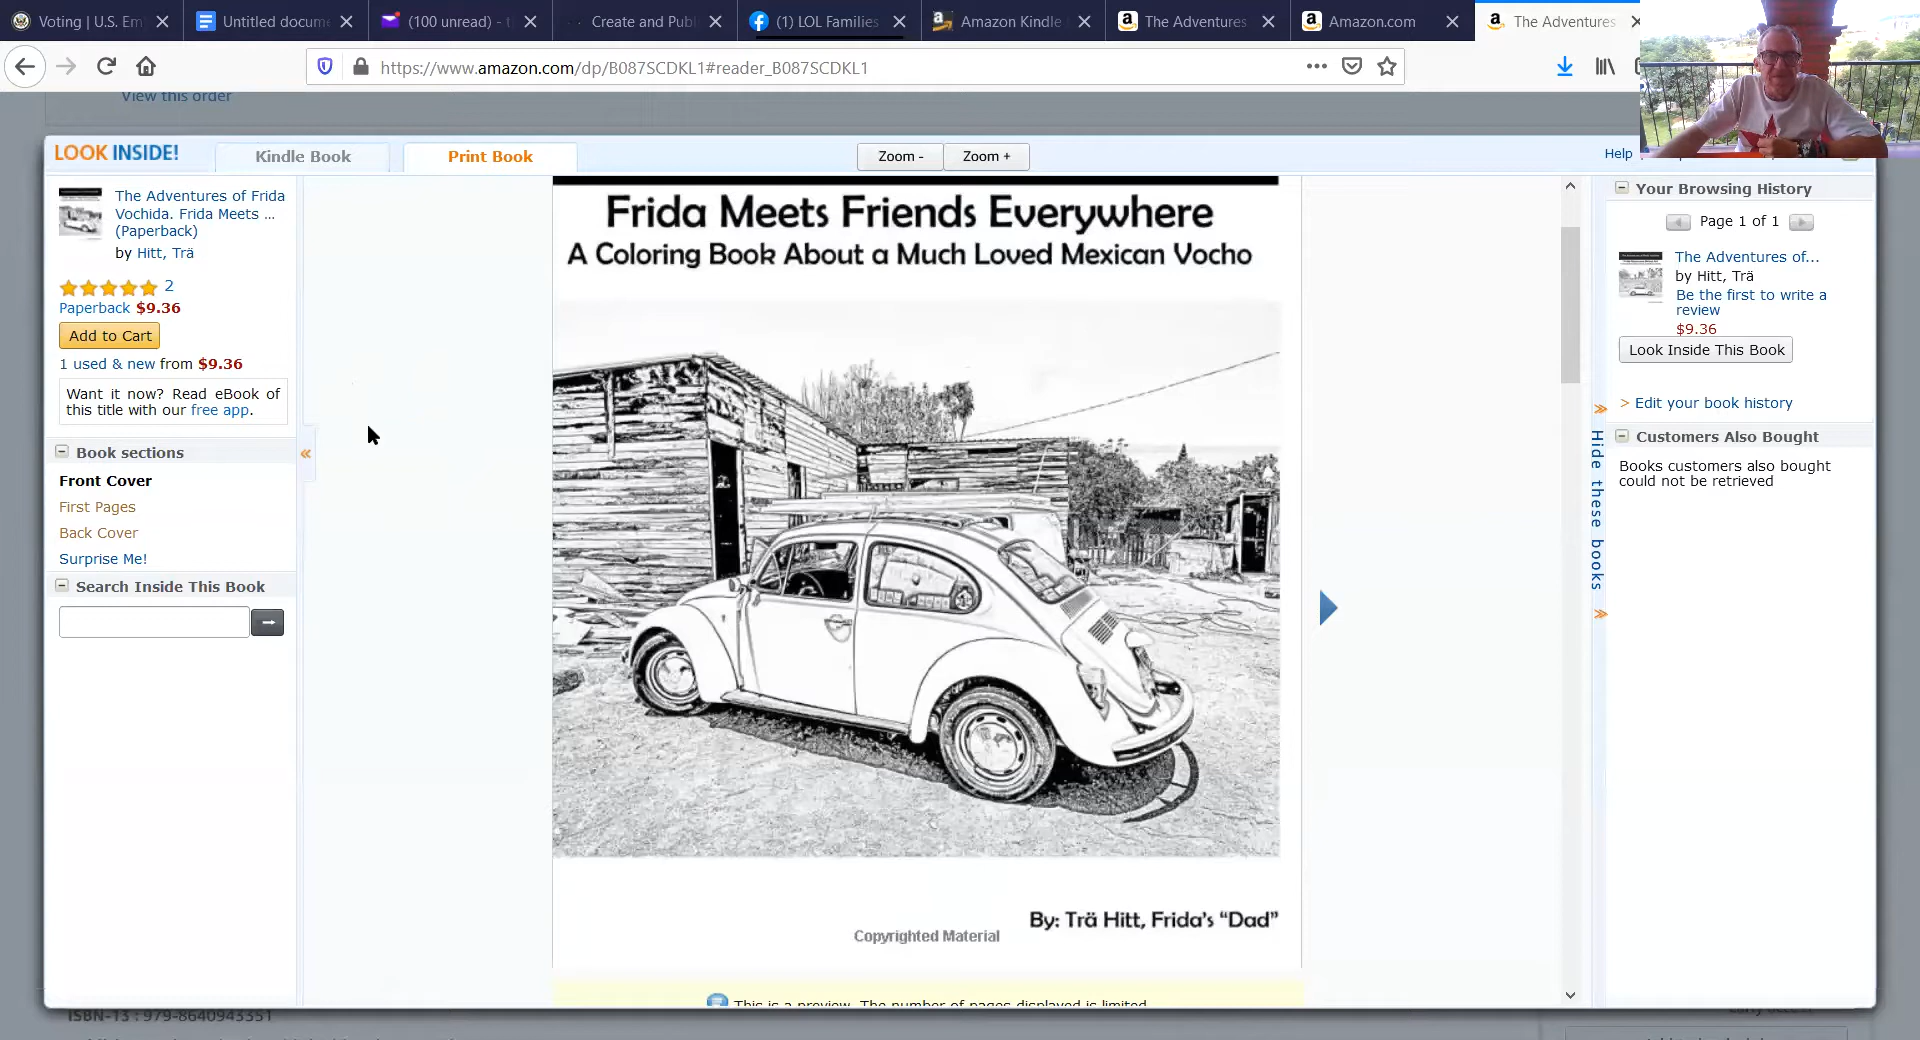 Voting | U.S. Em
Untitled docum
(100 unread) -
Create and Publ
(1) LOL Families
Amazon Kindle
The Adventures
Amazon.com
The Adventures
https://www.amazon.com/dp/B087SCDKL1#reader_B087SCDKL1
View this order
LOOK INSIDE!
Kindle Book
Print Book
Zoom -
Zoom +
Help
The Adventures of Frida
Vochida. Frida Meets ...
(Paperback)
by Hitt, Trä
2
Paperback $9.36
Add to Cart
1 used & new from $9.36
Want it now? Read eBook of
this title with our free app.
Book sections
Front Cover
First Pages
Back Cover
Surprise Me!
Search Inside This Book
Frida Meets Friends Everywhere
A Coloring Book About a Much Loved Mexican Vocho
By: Trä Hitt, Frida's “Dad”
Copyrighted Material
This is a preview. The number of pages displayed is limited.
Hide these books
Your Browsing History
Page 1 of 1
The Adventures of...
by Hitt, Trä
Be the first to write a
review
$9.36
Look Inside This Book
> Edit your book history
Customers Also Bought
Books customers also bought
could not be retrieved
ISBN-13 : 979-8640943351